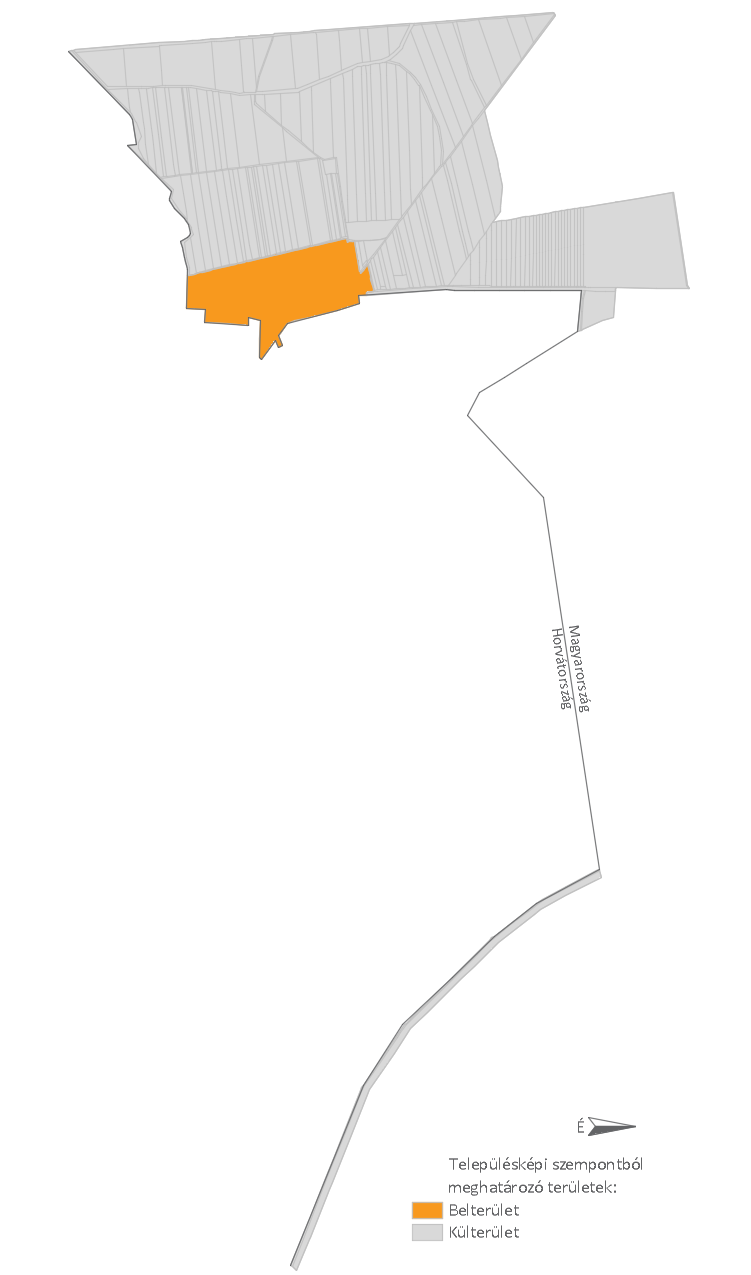 Magyarország
Horvátország
É
Településképi szempontból
meghatározó területek:
Belterület
Külterület